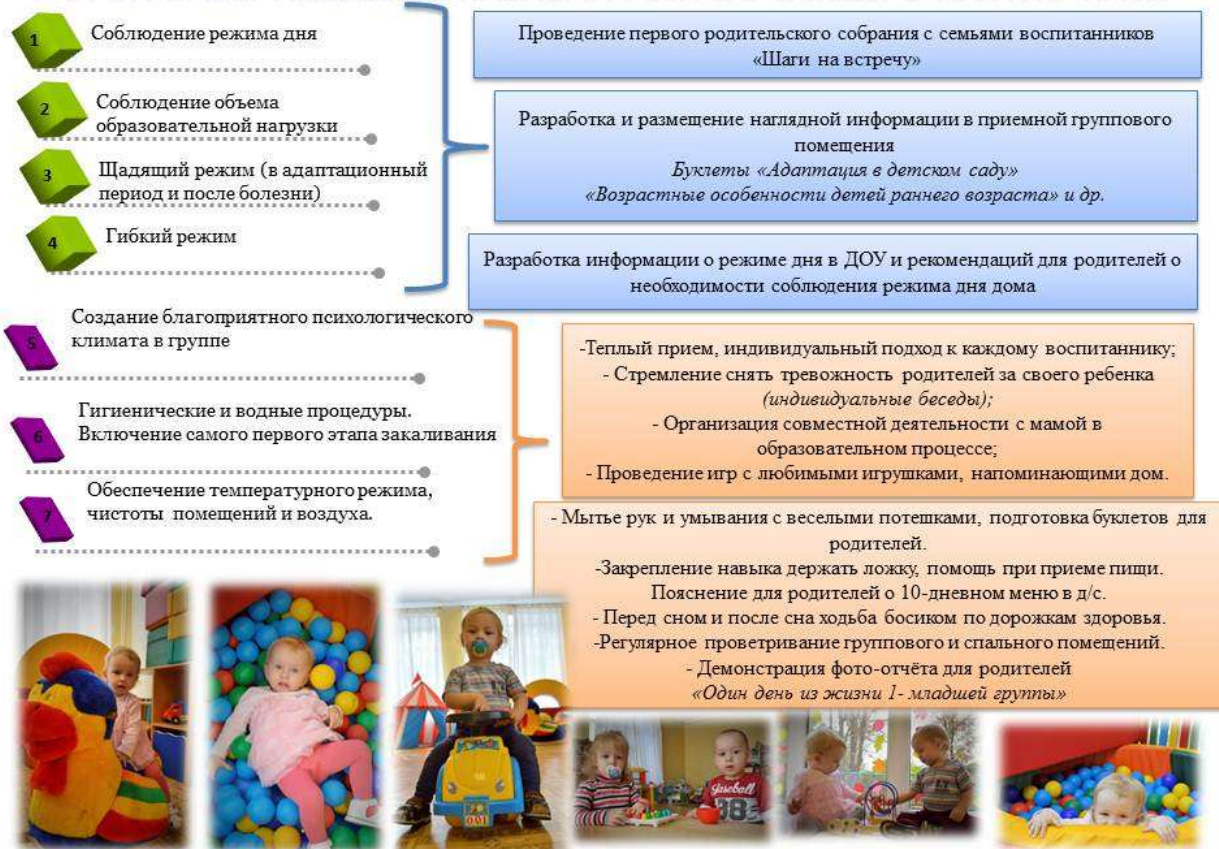 1
Соблюдение режима дня
2
Соблюдение объема
образовательной нагрузки
3
Щадящий режим (в адаптационный
период и после болезни)
4
Гибкий режим
Проведение первого родительского собрания с семьями воспитанников
«Шаги на встречу»
Разработка и размещение наглядной информации в приемной группового
помещения
Буклеты «Адаптация в детском саду»
«Возрастные особенности детей раннего возраста» и др.
Разработка информации о режиме дня в ДОУ и рекомендаций для родителей о
необходимости соблюдения режима дня дома
5
Создание благоприятного психологического
климата в группе
6
Гигиенические и водные процедуры.
Включение самого первого этапа закаливания
7
Обеспечение температурного режима,
чистоты помещений и воздуха.
-Теплый прием, индивидуальный подход к каждому воспитаннику;
- Стремление снять тревожность родителей за своего ребенка
(индивидуальные беседы);
- Организация совместной деятельности с мамой в
образовательном процессе;
- Проведение игр с любимыми игрушками, напоминающими дом.
- Мытье рук и умывания с веселыми потешками, подготовка буклетов для
родителей.
-Закрепление навыка держать ложку, помощь при приеме пищи.
Пояснение для родителей о 10-дневном меню в д/с.
- Перед сном и после сна ходьба босиком по дорожкам здоровья.
-Регулярное проветривание группового и спального помещений.
- Демонстрация фото-отчёта для родителей
«Один день из жизни 1- младшей группы»
001
Baseball
38